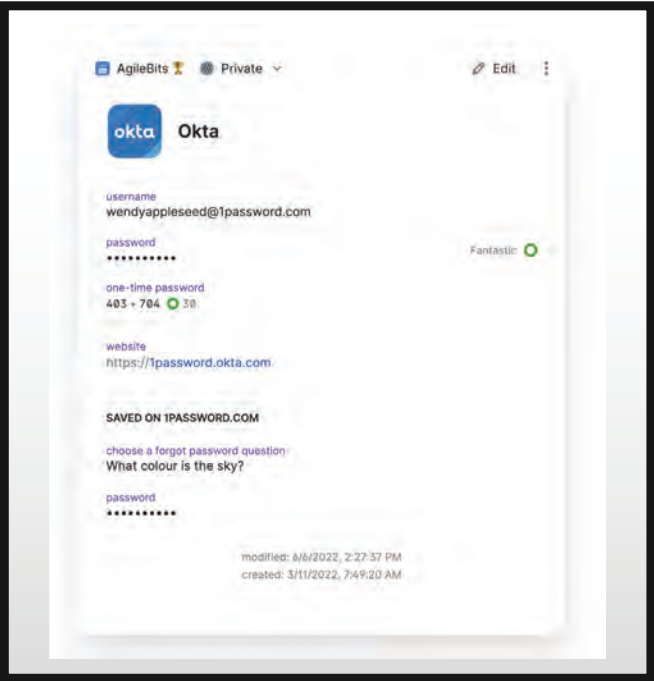 AgileBits 🏆 Private
Edit
okta Okta
username
wendyappleseed@1password.com
password
••••••••••
Fantastic
one-time password
403 • 704 30
website
https://1password.okta.com
SAVED ON 1PASSWORD.COM
choose a forgot password question
What colour is the sky?
password
••••••••••
modified: 6/6/2022, 2:27:37 PM
created: 3/11/2022, 7:49:20 AM